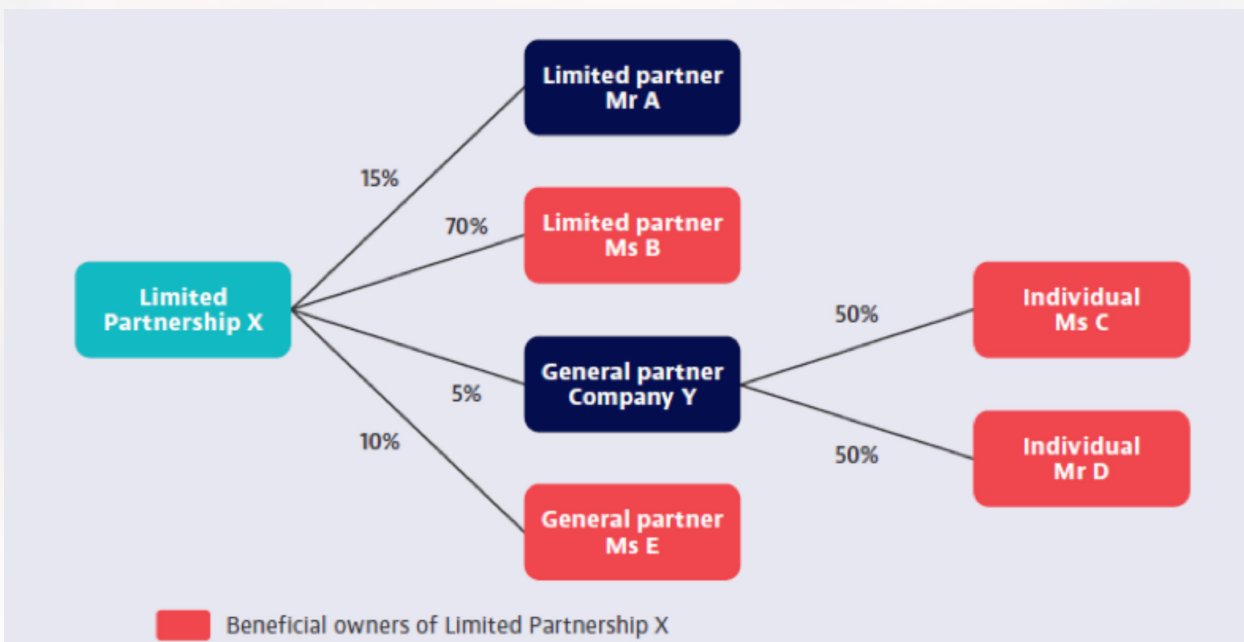 Limited partner
Mr A
15%
70%
Limited partner
Ms B
Limited
Partnership X
Individual
Ms C
50%
General partner
Company Y
5%
10%
50%
Individual
Mr D
General partner
Ms E
Beneficial owners of Limited Partnership X